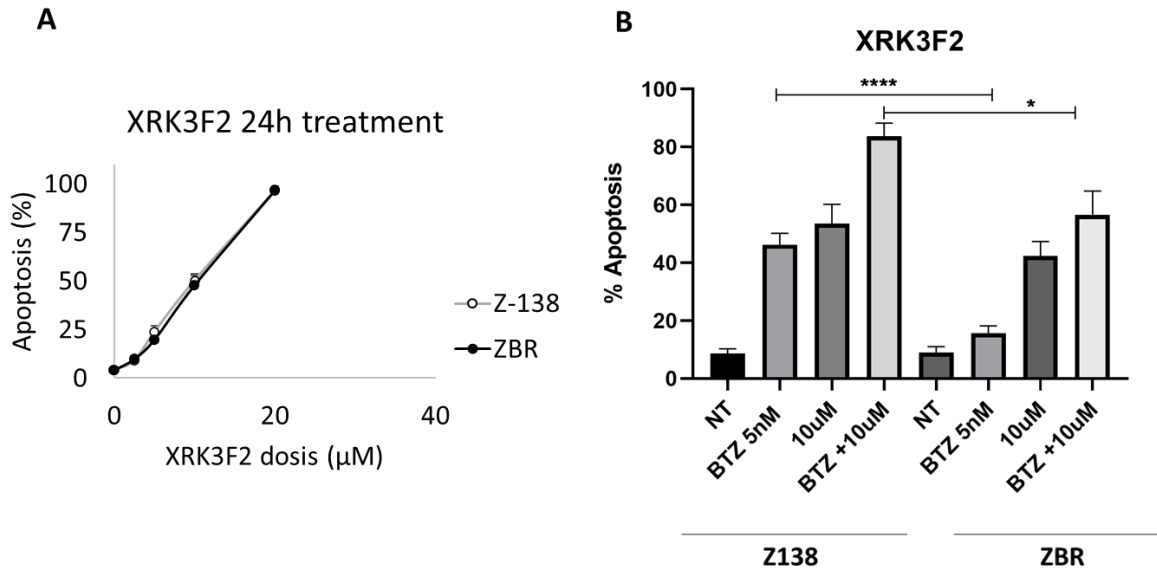 A
XRK3F2 24h treatment
Apoptosis (%)
100
75
50
25
0
0
20
40
XRK3F2 dosis (µM)
Z-138
ZBR
B
XRK3F2
% Apoptosis
100
80
60
40
20
0
****
*
NT
BTZ 5nM
10uM
BTZ +10uM
NT
BTZ 5nM
10uM
BTZ +10uM
Z138
ZBR